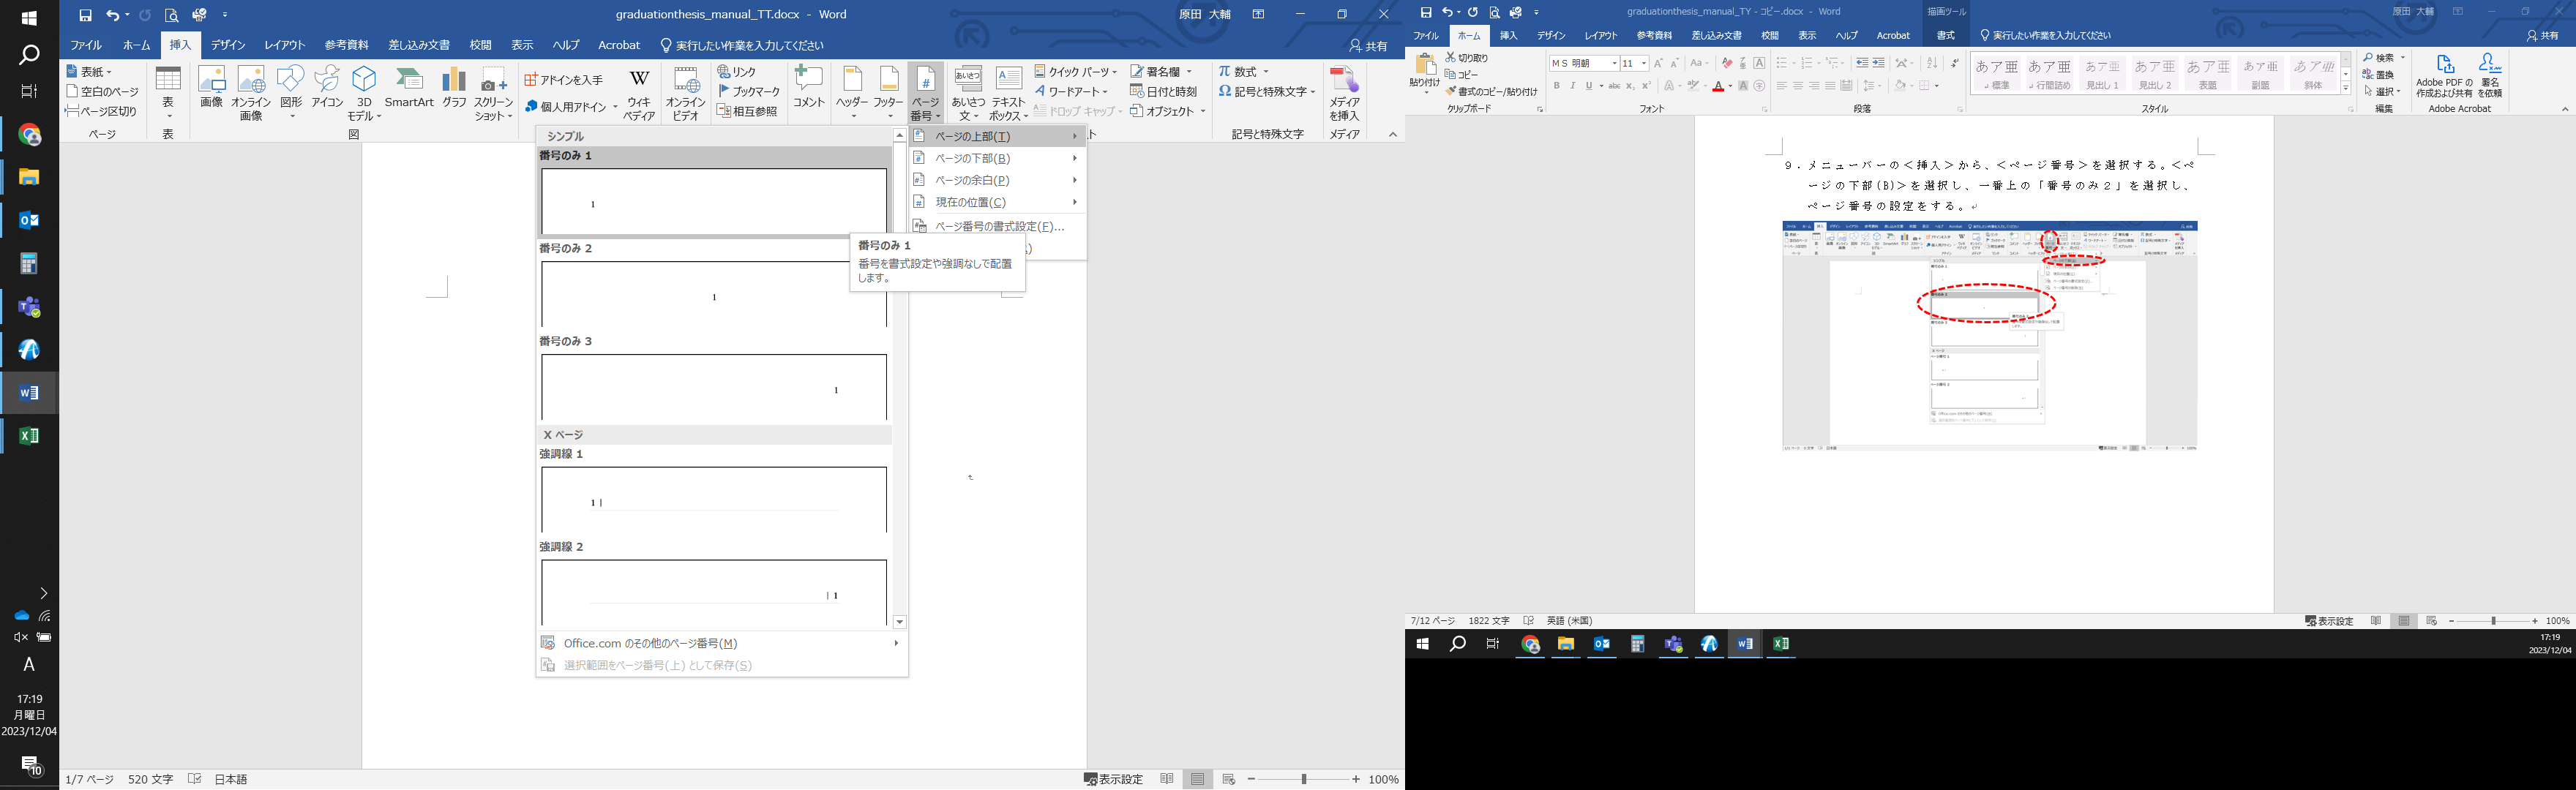 graduationthesis_manual_TT.docx - Word
原田 大輔
ファイル ホーム 挿入 デザイン レイアウト 参考資料 差し込み文書 校閲 表示 ヘルプ Acrobat 実行したい作業を入力してください 共有
表紙
空白のページ
ページ区切り
ページ
表
表
画像
オンライン画像
図形
アイコン
3Dモデル
SmartArt
グラフ
スクリーンショット
図
アドインを入手
個人用アドイン
ウィキペディア
オンラインビデオ
リンク
ブックマーク
相互参照
コメント
ヘッダー
フッター
ページ番号
あいさつ文
テキストボックス
クイック パーツ
ワードアート
ドロップ キャップ
署名欄
日付と時刻
オブジェクト
ト
数式
記号と特殊文字
記号と特殊文字
メディアを挿入
メディア
ページの上部(T)
ページの下部(B)
ページの余白(P)
現在の位置(C)
ページ番号の書式設定(F)...
シンプル
番号のみ 1
1
番号のみ 1
番号を書式設定や強調なしで配置
します。
番号のみ 2
1
番号のみ 3
1
X ページ
強調線 1
1 |
強調線 2
| 1
Office.com のその他のページ番号(M)
選択範囲をページ番号(上) として保存(S)
1/7 ページ 520 文字 日本語
表示設定 100%
A
17:19
月曜日
2023/12/04
10
graduationthesis_manual_TY - コピー.docx - Word
描画ツール
原田 大輔
ファイル ホーム 挿入 デザイン レイアウト 参考資料 差し込み文書 校閲 表示 ヘルプ Acrobat 書式 実行したい作業を入力してください 共有
貼り付け
切り取り
コピー
書式のコピー/貼り付け
クリップボード
ＭＳ 明朝 11
フォント
段落
あア亜 標準
あア亜 行間詰め
あア亜 見出し 1
あア亜 見出し 2
あア亜 表題
あア亜 副題
あア亜 斜体
スタイル
検索
置換
選択
編集
Adobe PDF の作成および共有
署名を依頼
Adobe Acrobat
９．メニューバーの＜挿入＞から、＜ページ番号＞を選択する。＜ペ
ージの下部(B)＞を選択し、一番上の「番号のみ２」を選択し、
ページ番号の設定をする。
7/12 ページ 1822 文字 英語 (米国)
表示設定 100%
17:19
2023/12/04